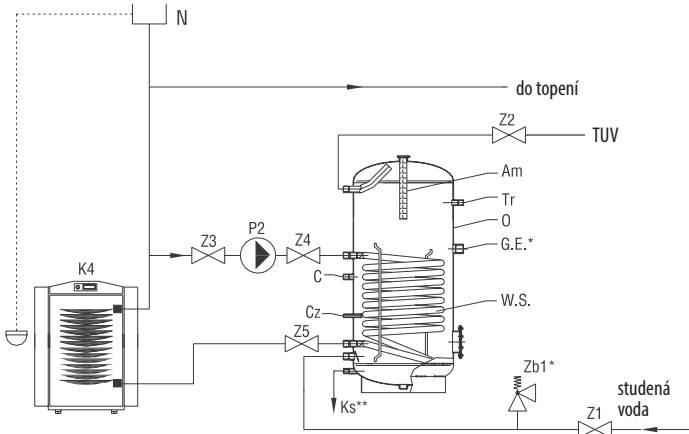 N
do topení
Z2
TUV
Am
Tr
O
P2
Z3
Z4
G.E.*
K4
C
W.S.
Cz
Z5
Zb1*
studená
voda
Ks**
Z1